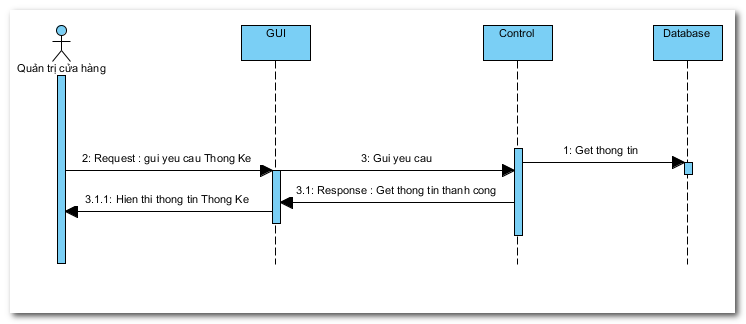 GUI
Control
Database
Quản trị cửa hàng
1: Get thong tin
2: Request : gui yeu cau Thong Ke
3: Gui yeu cau
3.1: Response : Get thong tin thanh cong
3.1.1: Hien thi thong tin Thong Ke